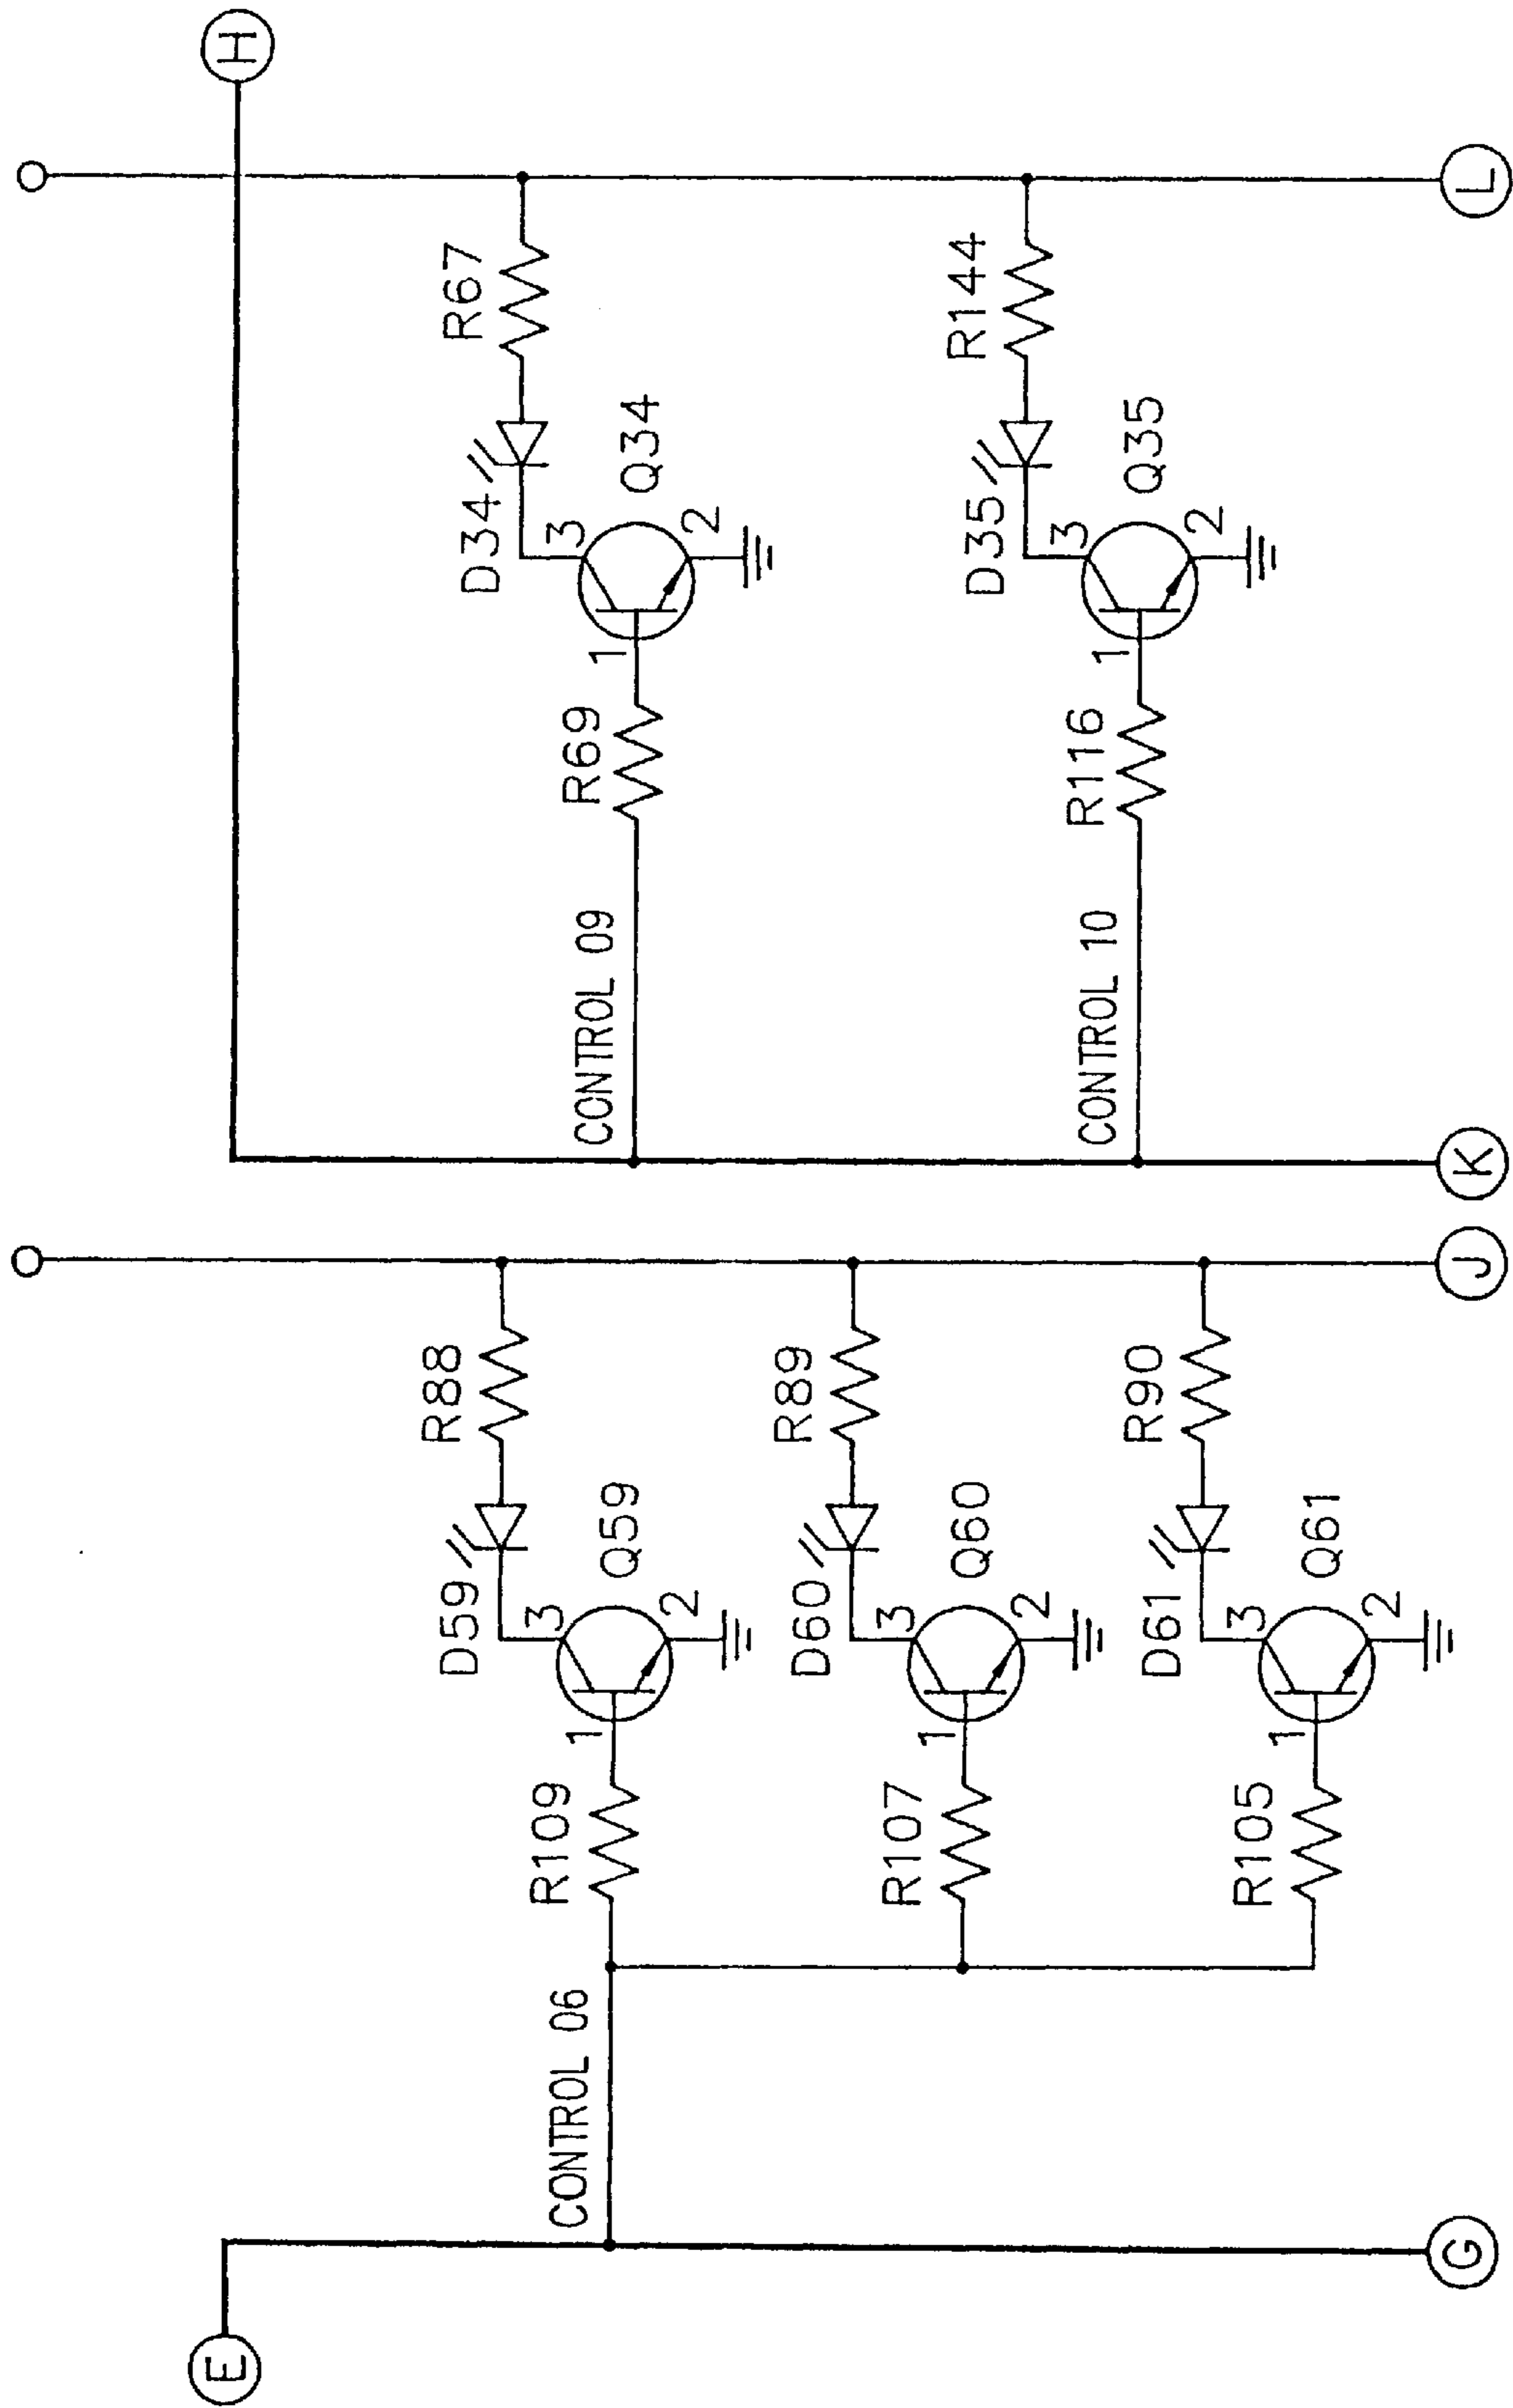 E
CONTROL 06
G
R109
1
D59
3
2
Q59
R88
R107
1
D60
3
2
Q60
R89
R105
1
D61
3
2
Q61
R90
J
H
K
CONTROL 09
R69
1
D34
3
2
Q34
R67
CONTROL 10
R116
1
D35
3
2
Q35
R144
L